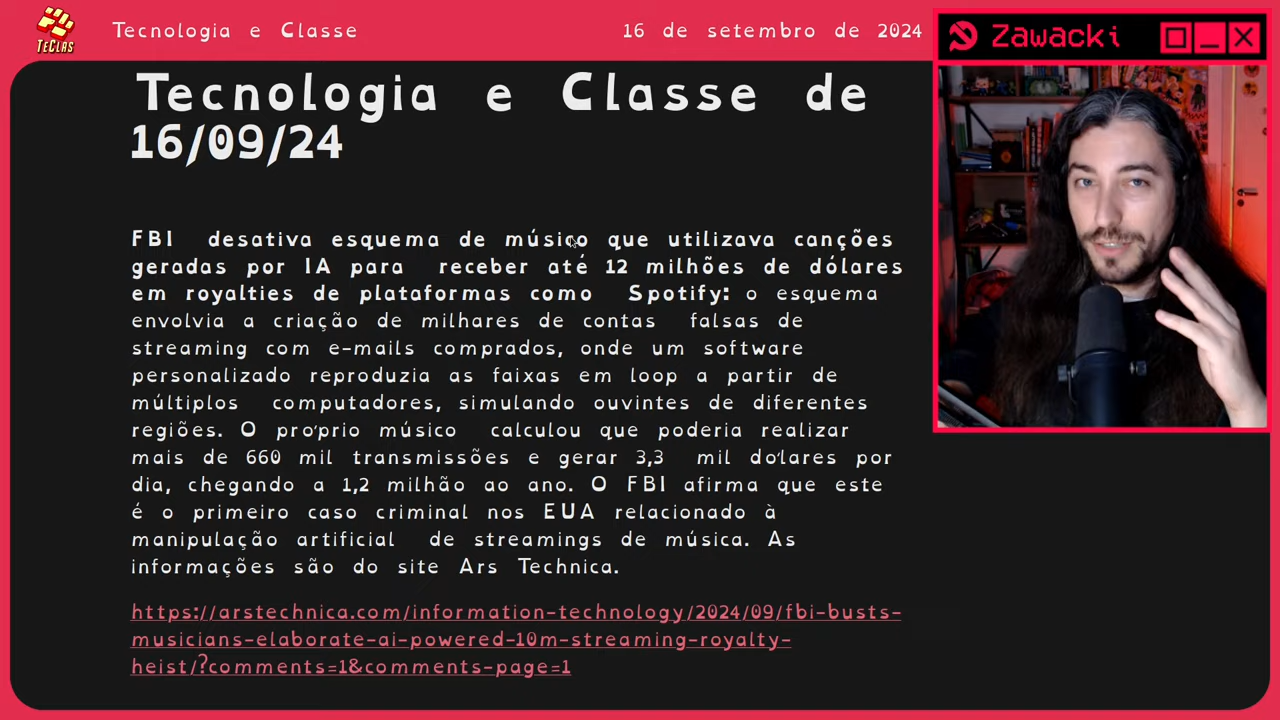 TeClas
Tecnologia e Classe
16 de setembro de 2024
Zawacki
Tecnologia e Classe de
16/09/24
FBI desativa esquema de músico que utilizava canções
geradas por IA para receber até 12 milhões de dólares
em royalties de plataformas como Spotify: o esquema
envolvia a criação de milhares de contas falsas de
streaming com e-mails comprados, onde um software
personalizado reproduzia as faixas em loop a partir de
múltiplos computadores, simulando ouvintes de diferentes
regiões. O próprio músico calculou que poderia realizar
mais de 660 mil transmissões e gerar 3,3 mil dólares por
dia, chegando a 1,2 milhão ao ano. O FBI afirma que este
é o primeiro caso criminal nos EUA relacionado à
manipulação artificial de streamings de música. As
informações são do site Ars Technica.
https://arstechnica.com/information-technology/2024/09/fbi-busts-
musicians-elaborate-ai-powered-10m-streaming-royalty-
heist/?comments=1&comments-page=1